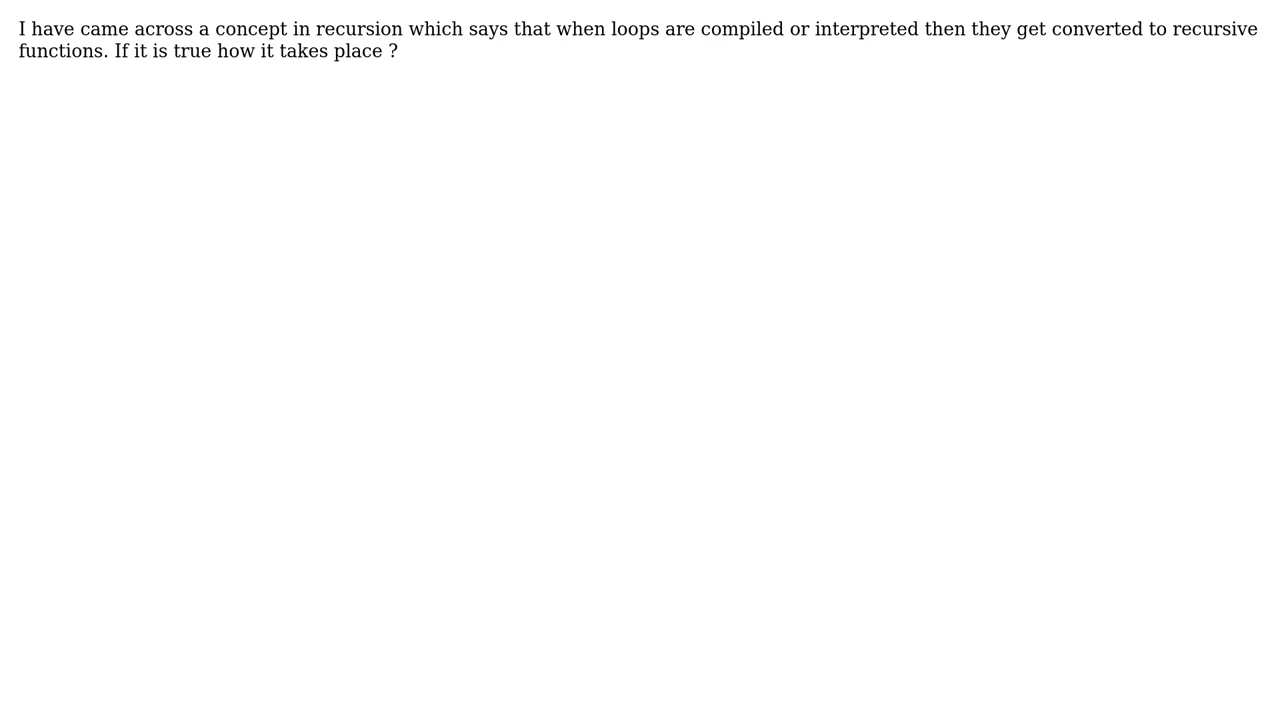 I have came across a concept in recursion which says that when loops are compiled or interpreted then they get converted to recursive
functions. If it is true how it takes place ?